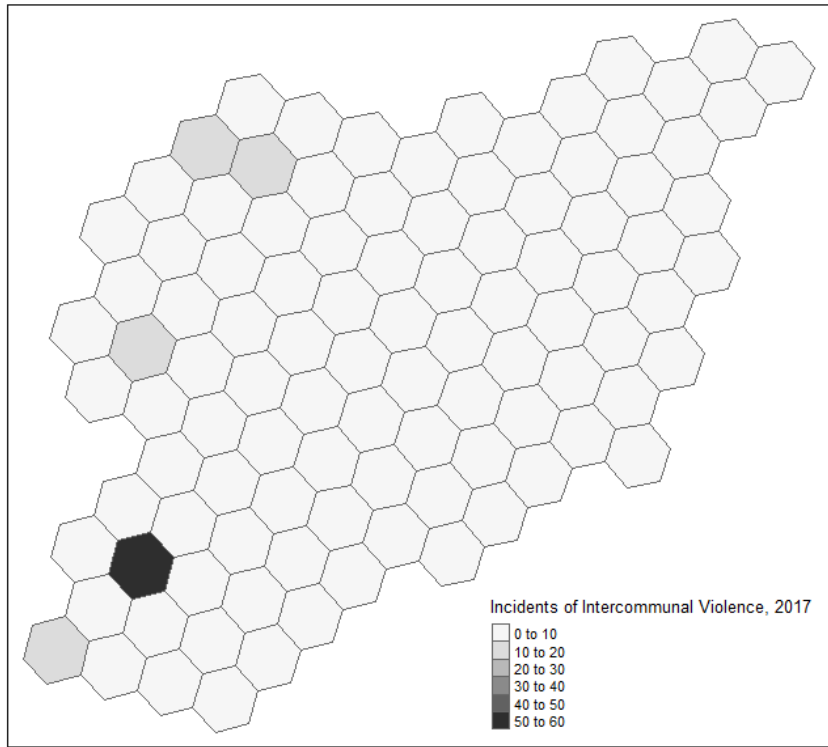 Incidents of Intercommunal Violence, 2017
0 to 10
10 to 20
20 to 30
30 to 40
40 to 50
50 to 60